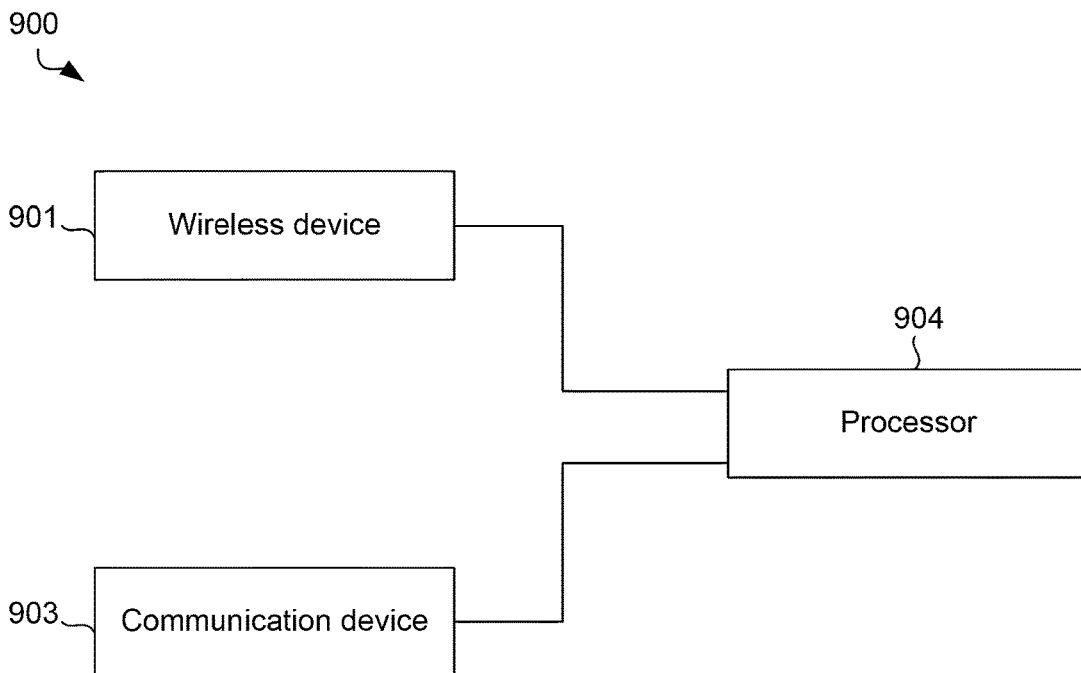 900
901
Wireless device
904
Processor
903
Communication device